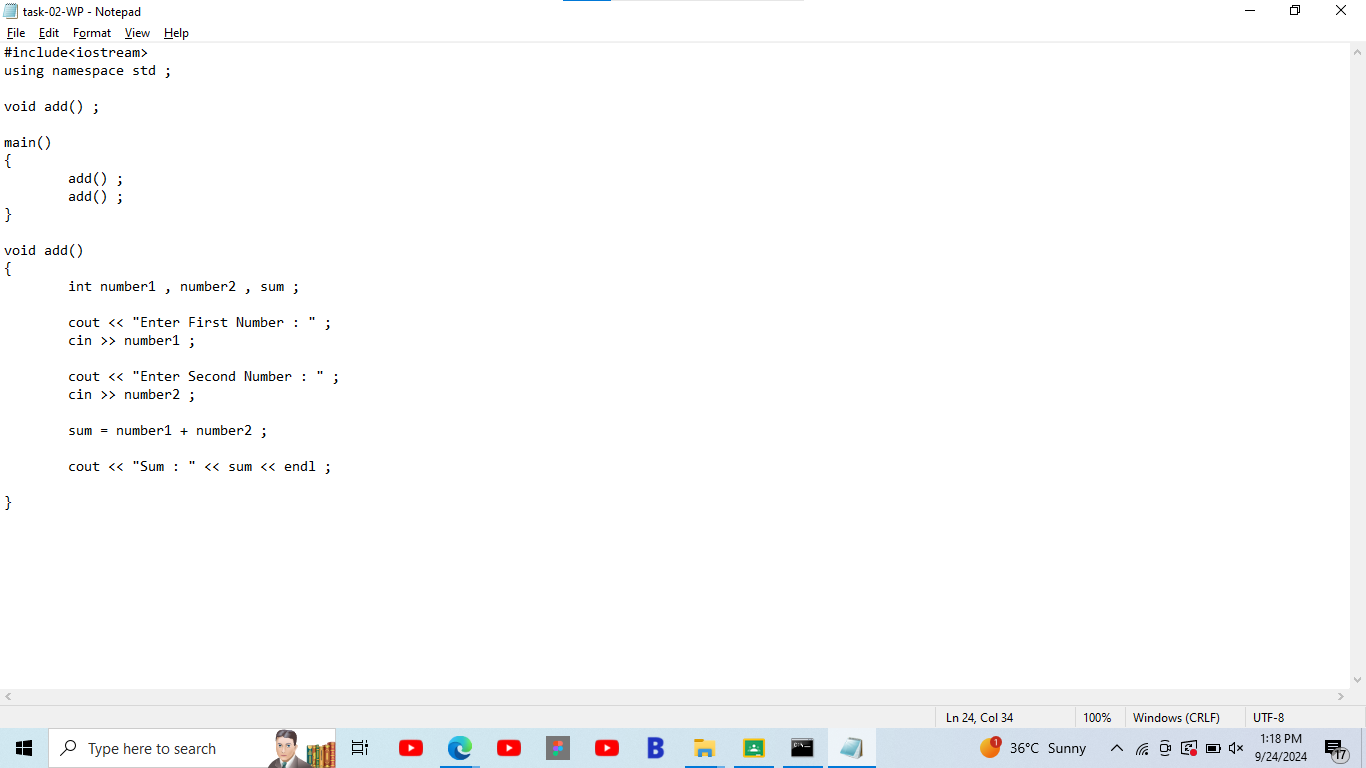 task-02-WP - Notepad
File Edit Format View Help
#include<iostream>
using namespace std ;
void add() ;
main()
{
add() ;
add() ;
}
void add()
{
int number1 , number2 , sum ;
cout << "Enter First Number : " ;
cin >> number1 ;
cout << "Enter Second Number : " ;
cin >> number2 ;
sum = number1 + number2 ;
cout << "Sum : " << sum << endl ;
}
Ln 24, Col 34 100% Windows (CRLF) UTF-8
Type here to search B 1 36°C Sunny 1:18 PM
9/24/2024 17